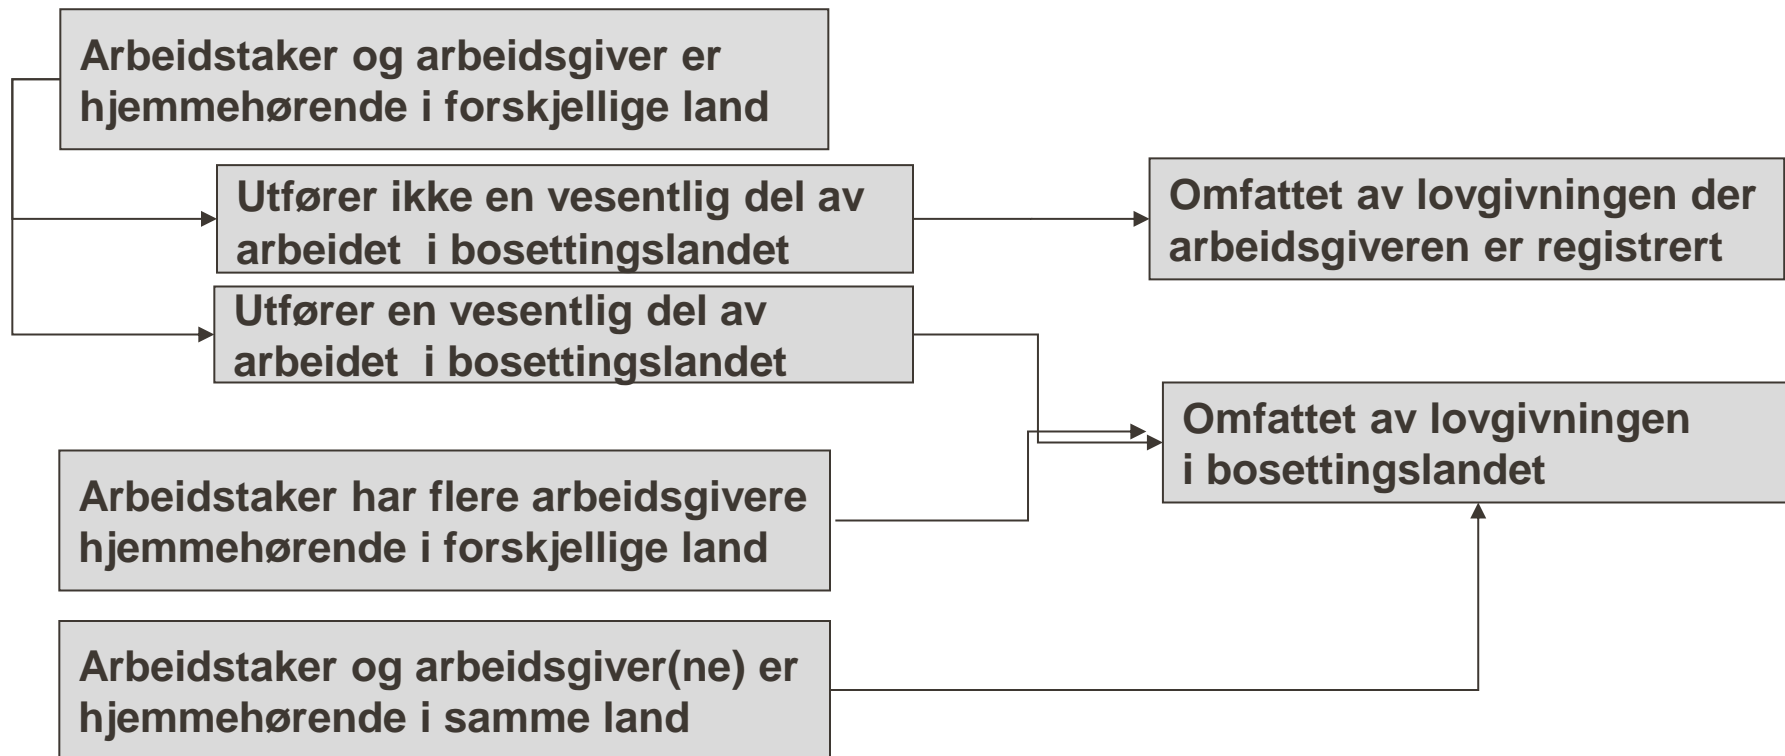 Arbeidstaker og arbeidsgiver er
hjemmehørende i forskjellige land
Utfører ikke en vesentlig del av
arbeidet i bosettingslandet
Omfattet av lovgivningen der
arbeidsgiveren er registrert
Utfører en vesentlig del av
arbeidet i bosettingslandet
Omfattet av lovgivningen
i bosettingslandet
Arbeidstaker har flere arbeidsgivere
hjemmehørende i forskjellige land
Arbeidstaker og arbeidsgiver(ne) er
hjemmehørende i samme land